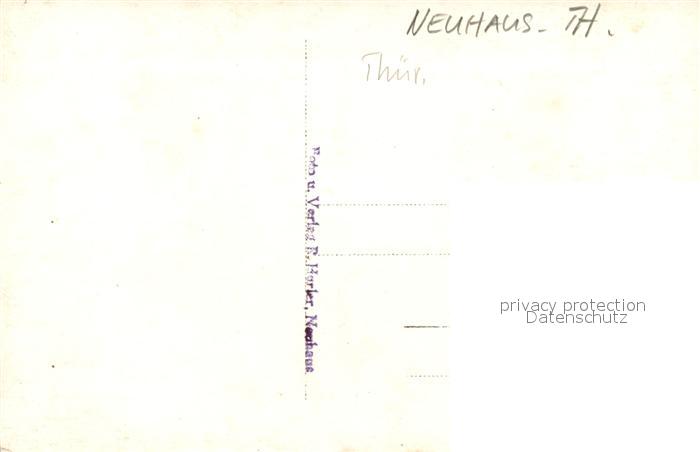 NEUHAUS - TH.
Thür.
Foto u. Verlag Neuhaus
privacy protection
Datenschutz